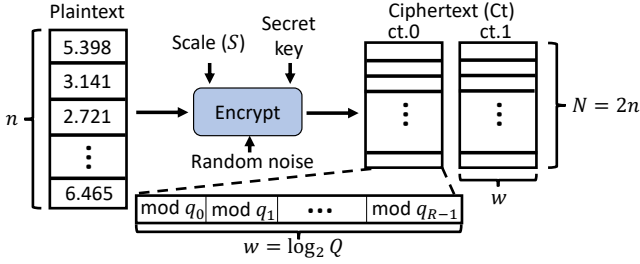 Plaintext
5.398
3.141
2.721
⋮
6.465
n
Scale (S)
Secret
key
Encrypt
Random noise
Ciphertext (Ct)
ct.0
ct.1
⋮
⋮
N = 2n
w
mod q₀ mod q₁ ⋯ mod q_{R−1}
w = log₂ Q